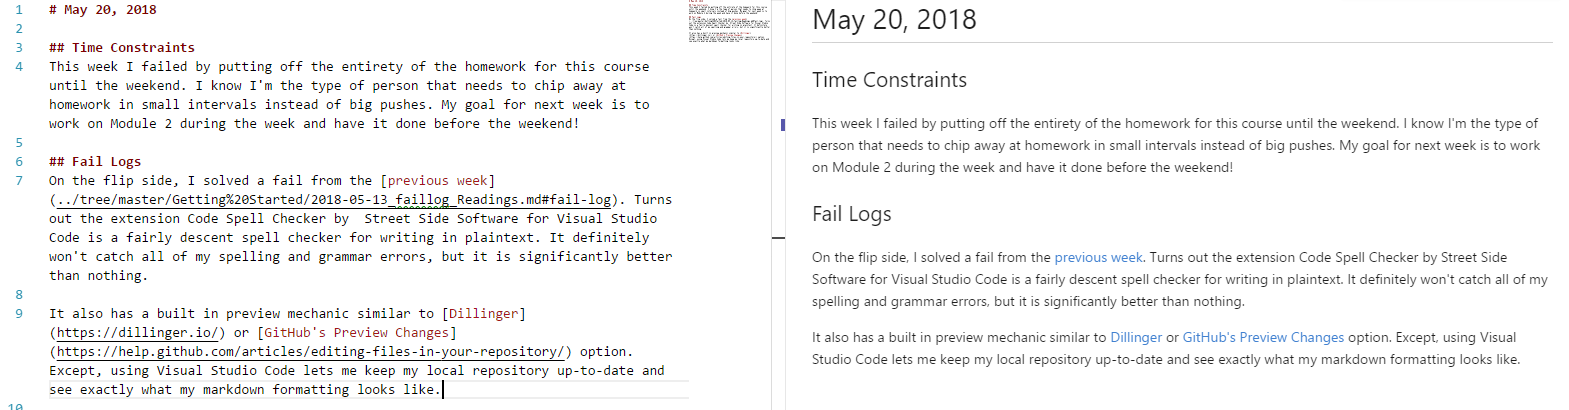 1 # May 20, 2018
2
3 ## Time Constraints
4 This week I failed by putting off the entirety of the homework for this course
until the weekend. I know I'm the type of person that needs to chip away at
homework in small intervals instead of big pushes. My goal for next week is to
work on Module 2 during the week and have it done before the weekend!
5
6 ## Fail Logs
7 On the flip side, I solved a fail from the [previous week]
(../tree/master/Getting%20Started/2018-05-13_faillog_Readings.md#fail-log). Turns
out the extension Code Spell Checker by  Street Side Software for Visual Studio
Code is a fairly descent spell checker for writing in plaintext. It definitely
won't catch all of my spelling and grammar errors, but it is significantly better
than nothing.
8
9 It also has a built in preview mechanic similar to [Dillinger]
(https://dillinger.io/) or [GitHub's Preview Changes]
(https://help.github.com/articles/editing-files-in-your-repository/) option.
Except, using Visual Studio Code lets me keep my local repository up-to-date and
see exactly what my markdown formatting looks like.
10
May 20, 2018
Time Constraints
This week I failed by putting off the entirety of the homework for this course until the weekend. I know I'm the type of
person that needs to chip away at homework in small intervals instead of big pushes. My goal for next week is to work
on Module 2 during the week and have it done before the weekend!
Fail Logs
On the flip side, I solved a fail from the previous week. Turns out the extension Code Spell Checker by Street Side
Software for Visual Studio Code is a fairly descent spell checker for writing in plaintext. It definitely won't catch all of my
spelling and grammar errors, but it is significantly better than nothing.
It also has a built in preview mechanic similar to Dillinger or GitHub's Preview Changes option. Except, using Visual
Studio Code lets me keep my local repository up-to-date and see exactly what my markdown formatting looks like.